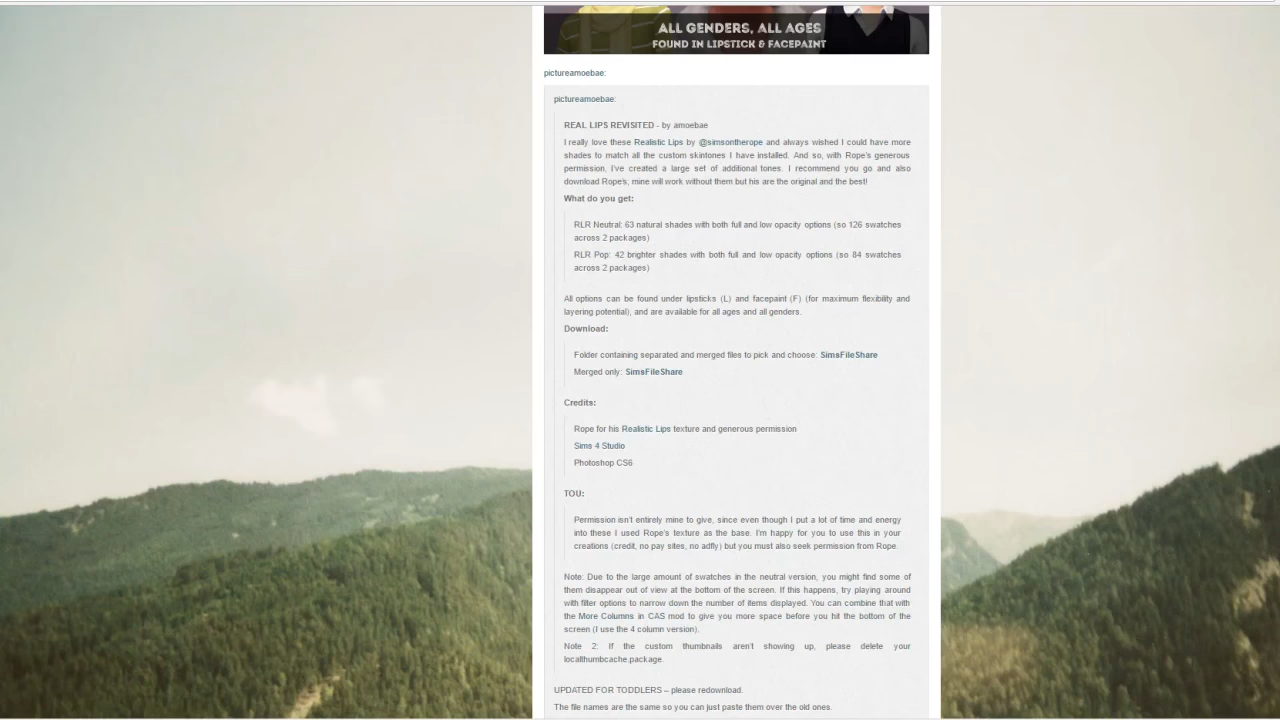 ALL GENDERS, ALL AGES
FOUND IN LIPSTICK & FACEPAINT
pictureamoebae:
pictureamoebae:
REAL LIPS REVISITED - by amoebae
I really love these Realistic Lips by @simsontherope and always wished I could have more
shades to match all the custom skintones I have installed. And so, with Rope's generous
permission, I've created a large set of additional tones. I recommend you go and also
download Rope's; mine will work without them but his are the original and the best!
What do you get:
RLR Neutral: 63 natural shades with both full and low opacity options (so 126 swatches
across 2 packages)
RLR Pop: 42 brighter shades with both full and low opacity options (so 84 swatches
across 2 packages)
All options can be found under lipsticks (L) and facepaint (F) (for maximum flexibility and
layering potential), and are available for all ages and all genders.
Download:
Folder containing separated and merged files to pick and choose: SimsFileShare
Merged only: SimsFileShare
Credits:
Rope for his Realistic Lips texture and generous permission
Sims 4 Studio
Photoshop CS6
TOU:
Permission isn't entirely mine to give, since even though I put a lot of time and energy
into these I used Rope's texture as the base. I'm happy for you to use this in your
creations (credit, no pay sites, no adfly) but you must also seek permission from Rope.
Note: Due to the large amount of swatches in the neutral version, you might find some of
them disappear out of view at the bottom of the screen. If this happens, try playing around
with filter options to narrow down the number of items displayed. You can combine that with
the More Columns in CAS mod to give you more space before you hit the bottom of the
screen (I use the 4 column version).
Note 2: If the custom thumbnails aren't showing up, please delete your
localthumbcache.package.
UPDATED FOR TODDLERS – please redownload.
The file names are the same so you can just paste them over the old ones.